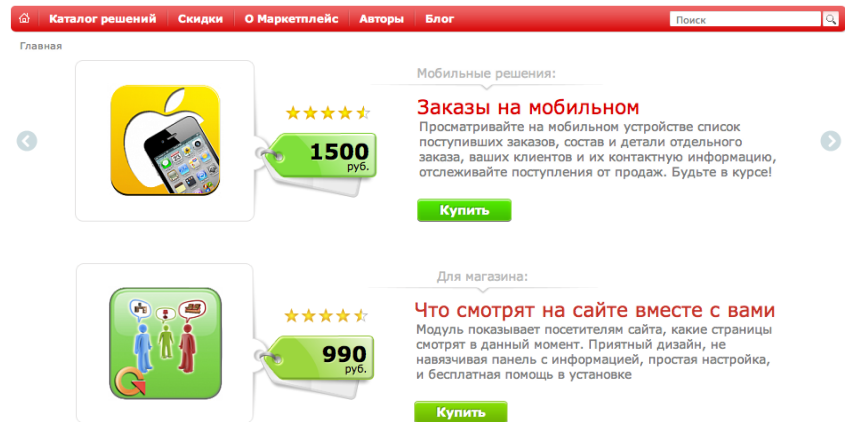 Каталог решений Скидки О Маркетплейс Авторы Блог Поиск
Главная
Мобильные решения:
Заказы на мобильном
Просматривайте на мобильном устройстве список
поступивших заказов, состав и детали отдельного
заказа, ваших клиентов и их контактную информацию,
отслеживайте поступления от продаж. Будьте в курсе!
1500
руб.
Купить
Для магазина:
Что смотрят на сайте вместе с вами
Модуль показывает посетителям сайта, какие страницы
смотрят в данный момент. Приятный дизайн, не
навязчивая панель с информацией, простая настройка,
и бесплатная помощь в установке
990
руб.
Купить